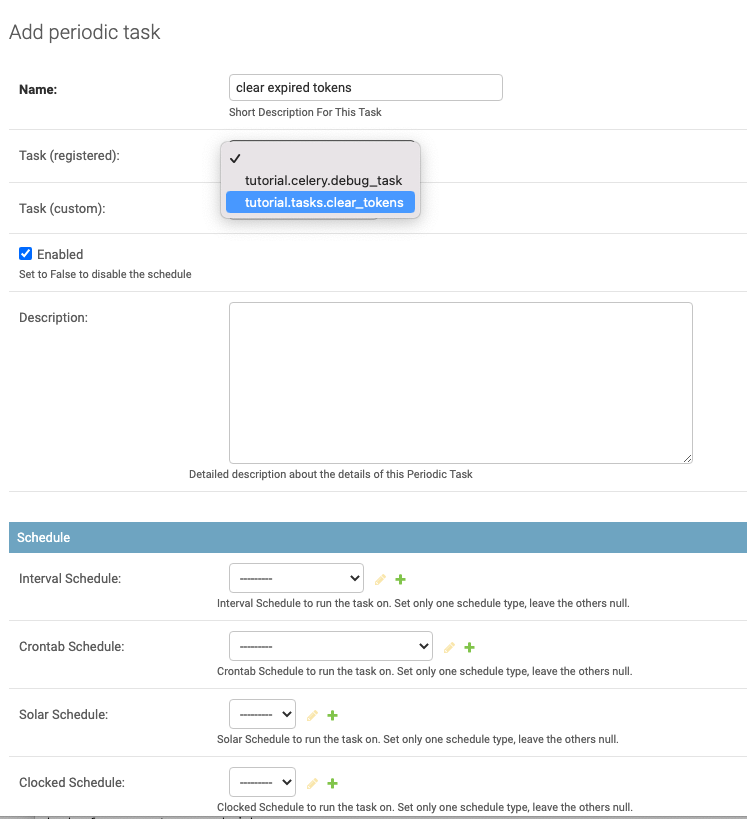 Add periodic task
Name:
clear expired tokens
Short Description For This Task
Task (registered):
tutorial.celery.debug_task
tutorial.tasks.clear_tokens
Task (custom):
Enabled
Set to False to disable the schedule
Description:
Detailed description about the details of this Periodic Task
Schedule
Interval Schedule:
---------
Interval Schedule to run the task on. Set only one schedule type, leave the others null.
Crontab Schedule:
---------
Crontab Schedule to run the task on. Set only one schedule type, leave the others null.
Solar Schedule:
---------
Solar Schedule to run the task on. Set only one schedule type, leave the others null.
Clocked Schedule:
---------
Clocked Schedule to run the task on. Set only one schedule type, leave the others null.